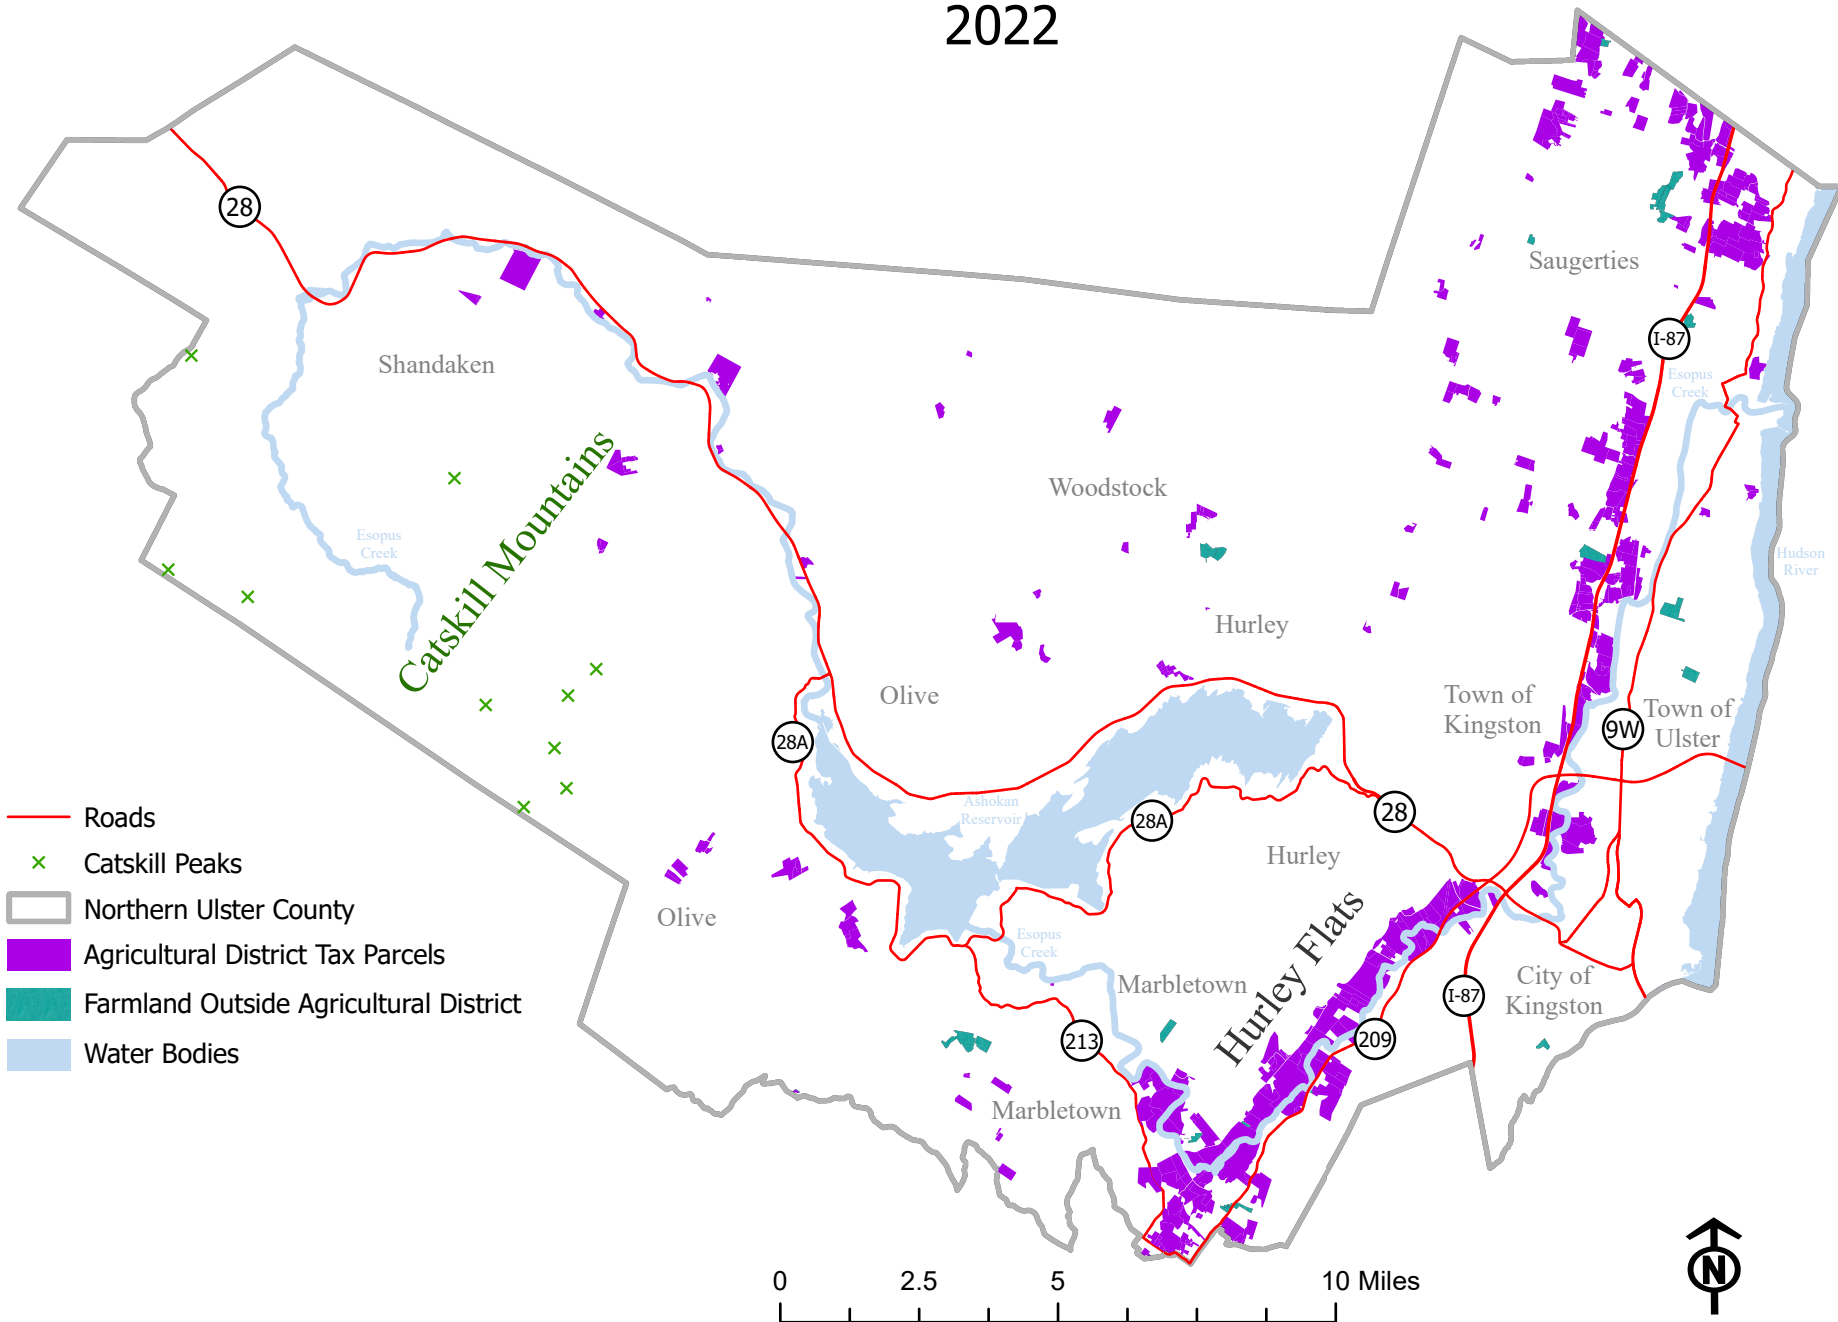 2022
28
Saugerties
I-87
Shandaken
Esopus
Creek
Catskill Mountains
Woodstock
Esopus
Creek
Hudson
River
Hurley
Olive
Town of
Kingston
9W
Town of
Ulster
28A
Ashokan
Reservoir
28A
28
Hurley
Olive
Hurley Flats
Esopus
Creek
Marbletown
I-87
City of
Kingston
213
209
Marbletown
Roads
Catskill Peaks
Northern Ulster County
Agricultural District Tax Parcels
Farmland Outside Agricultural District
Water Bodies
0 2.5 5 10 Miles
N